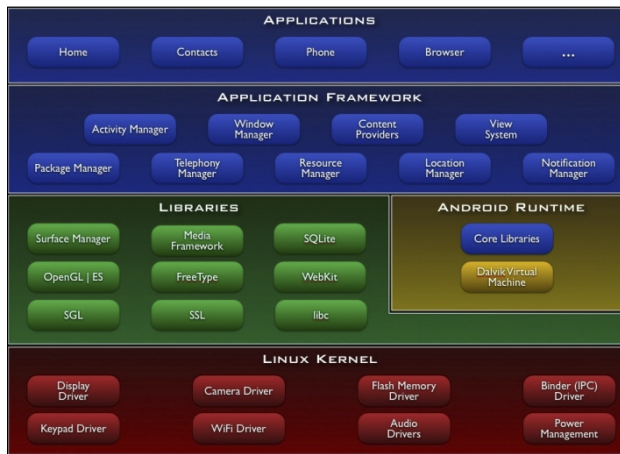 APPLICATIONS
Home
Contacts
Phone
Browser
...
APPLICATION FRAMEWORK
Activity Manager
Window
Manager
Content
Providers
View
System
Package Manager
Telephony
Manager
Resource
Manager
Location
Manager
Notification
Manager
LIBRARIES
Surface Manager
Media
Framework
SQLite
OpenGL | ES
FreeType
WebKit
SGL
SSL
libc
ANDROID RUNTIME
Core Libraries
Dalvik Virtual
Machine
LINUX KERNEL
Display
Driver
Camera Driver
Flash Memory
Driver
Binder (IPC)
Driver
Keypad Driver
WiFi Driver
Audio
Drivers
Power
Management